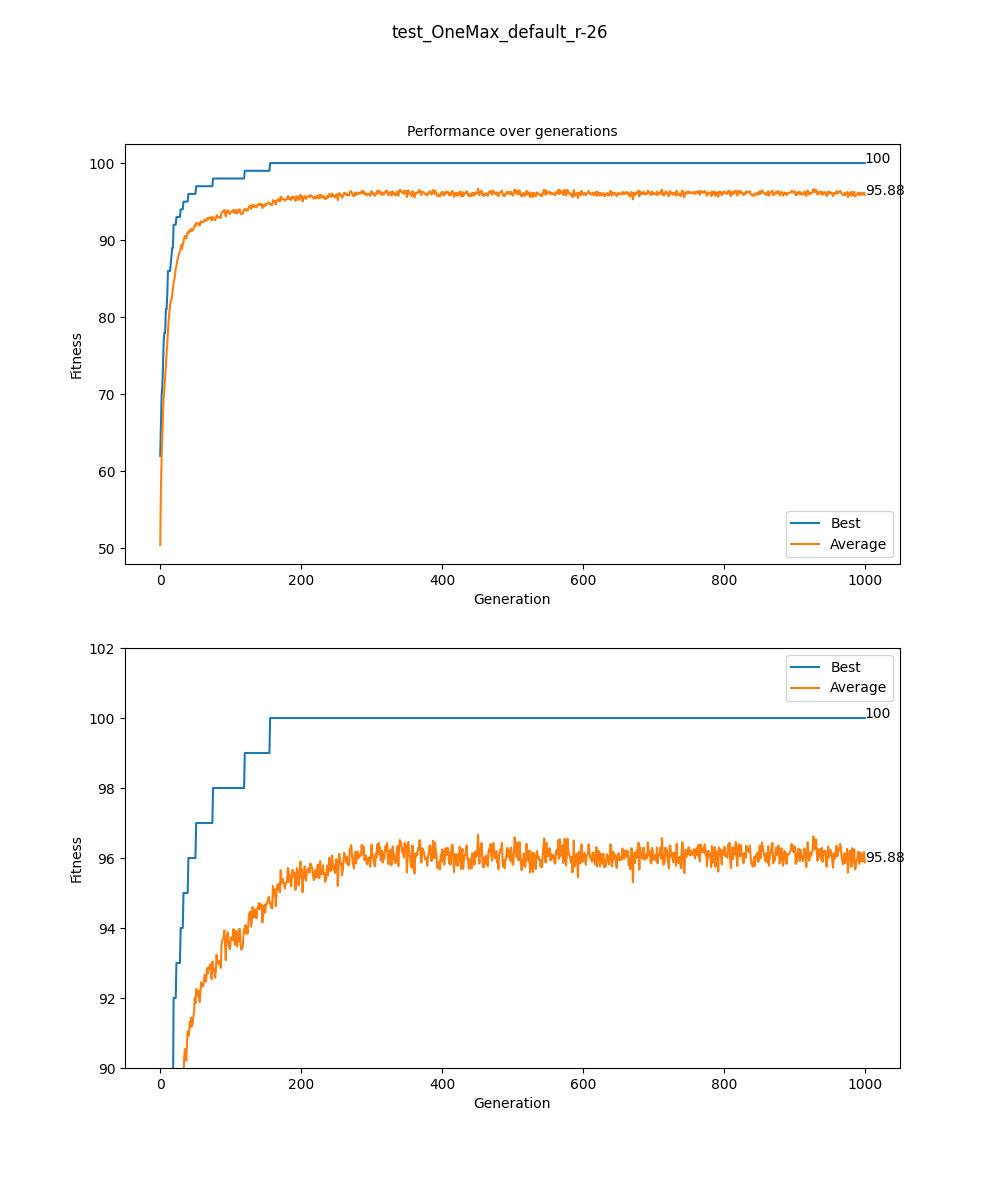 test_OneMax_default_r-26
Performance over generations
100
95.88
100
90
80
70
60
50
Fitness
Best
Average
0 200 400 600 800 1000
Generation
102
100
98
96
94
92
90
Fitness
Best
Average
100
95.88
0 200 400 600 800 1000
Generation